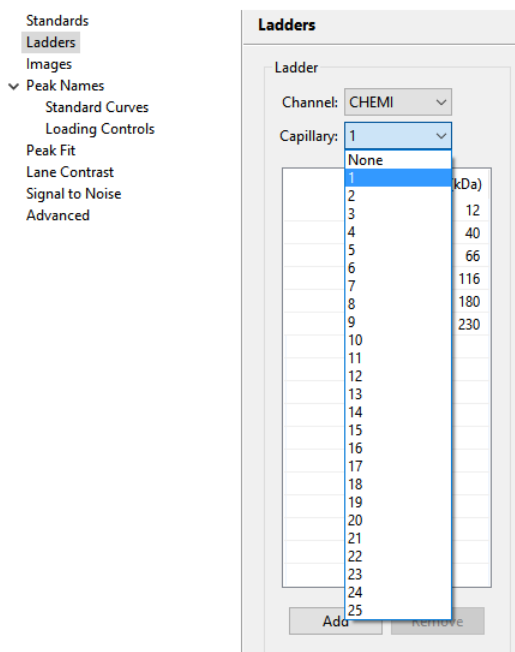 Standards
Ladders
Images
Peak Names
Standard Curves
Loading Controls
Peak Fit
Lane Contrast
Signal to Noise
Advanced
Ladders
Ladder
Channel: CHEMI
Capillary: 1
None
1
2
3
4
5
6
7
8
9
10
11
12
13
14
15
16
17
18
19
20
21
22
23
24
25
(kDa)
12
40
66
116
180
230
Add
Remove